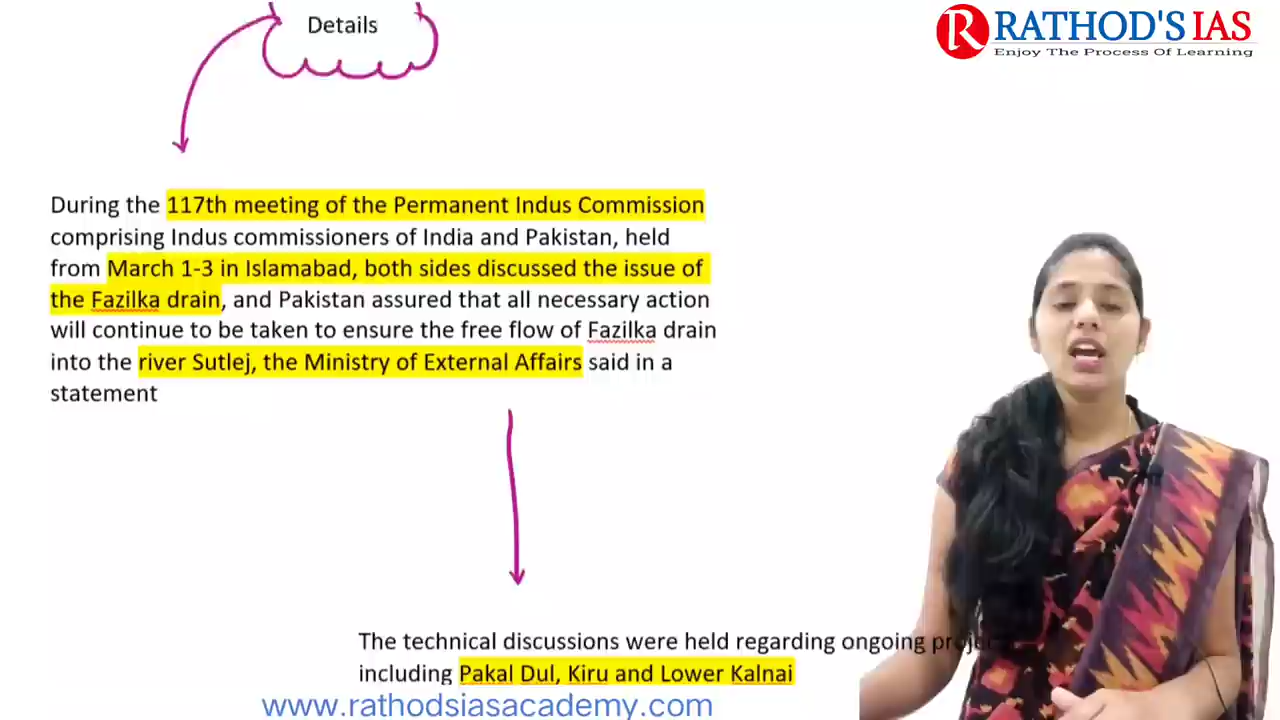 Details
RATHOD'S IAS
Enjoy The Process Of Learning
During the 117th meeting of the Permanent Indus Commission
comprising Indus commissioners of India and Pakistan, held
from March 1-3 in Islamabad, both sides discussed the issue of
the Fazilka drain, and Pakistan assured that all necessary action
will continue to be taken to ensure the free flow of Fazilka drain
into the river Sutlej, the Ministry of External Affairs said in a
statement
The technical discussions were held regarding ongoing
including Pakal Dul, Kiru and Lower Kalnai
www.rathodsiasacademy.com